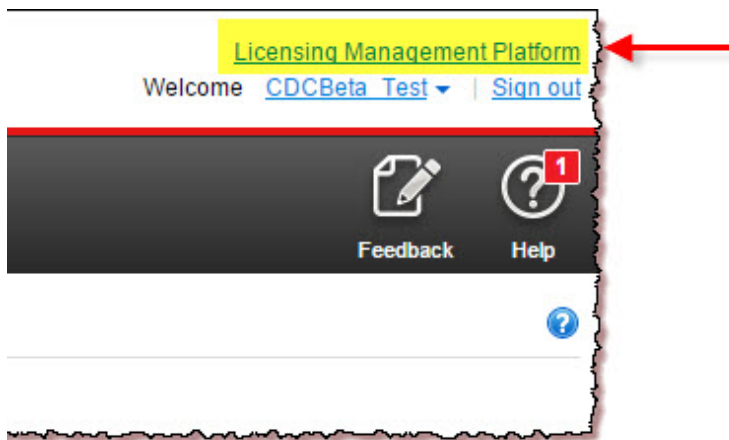 Licensing Management Platform
Welcome CDCBeta_Test | Sign out
1
Feedback Help